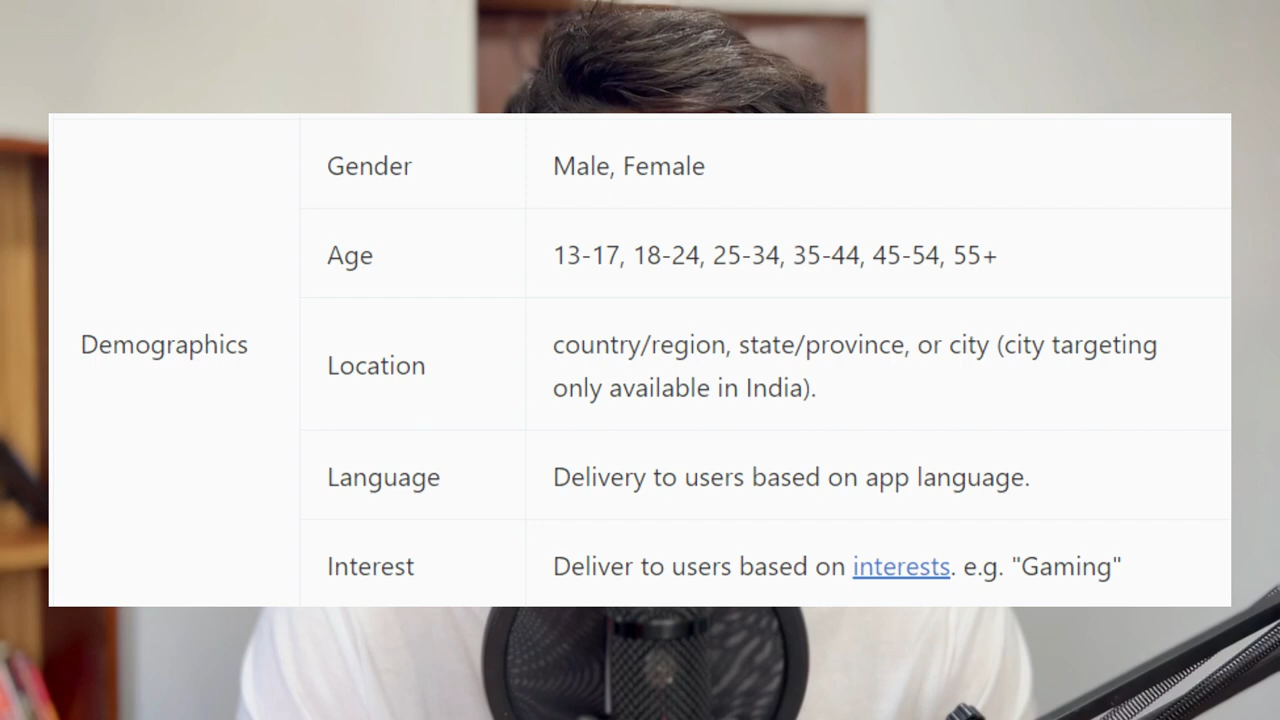 Gender
Male, Female
Age
13-17, 18-24, 25-34, 35-44, 45-54, 55+
Demographics
Location
country/region, state/province, or city (city targeting
only available in India).
Language
Delivery to users based on app language.
Interest
Deliver to users based on interests. e.g. "Gaming"